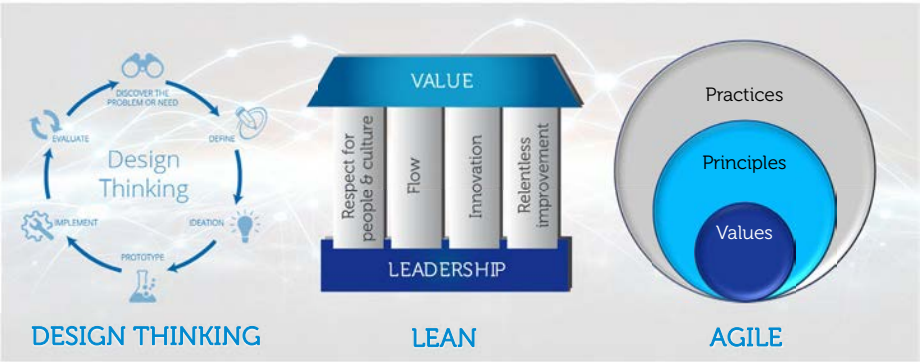 DISCOVER THE
PROBLEM OR NEED
DEFINE
IDEATION
PROTOTYPE
IMPLEMENT
EVALUATE
Design
Thinking
DESIGN THINKING
VALUE
Respect for
people & culture
Flow
Innovation
Relentless
improvement
LEADERSHIP
LEAN
Practices
Principles
Values
AGILE